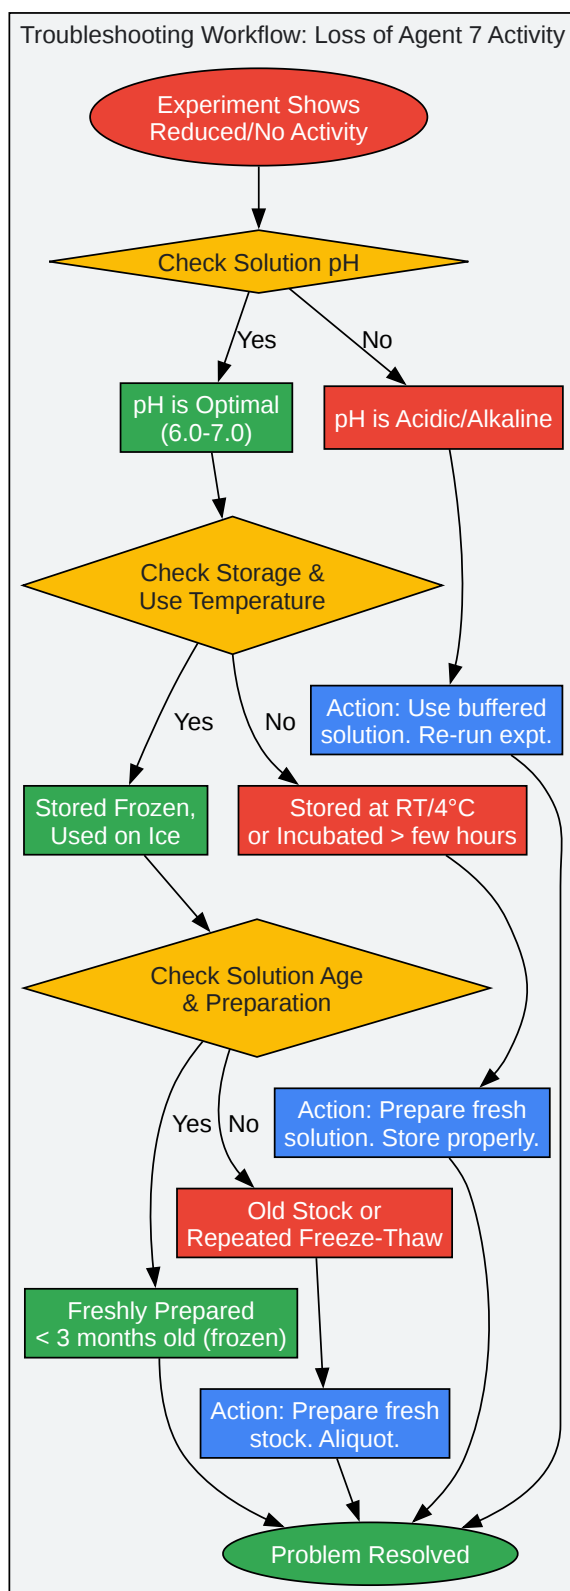 Troubleshooting Workflow: Loss of Agent 7 Activity
Experiment Shows
Reduced/No Activity
Check Solution pH
Yes
No
pH is Optimal
(6.0-7.0)
pH is Acidic/Alkaline
Check Storage &
Use Temperature
Action: Use buffered
solution. Re-run expt.
Yes
No
Stored Frozen,
Used on Ice
Stored at RT/4°C
or Incubated > few hours
Check Solution Age
& Preparation
Action: Prepare fresh
solution. Store properly.
Yes
No
Old Stock or
Repeated Freeze-Thaw
Freshly Prepared
< 3 months old (frozen)
Action: Prepare fresh
stock. Aliquot.
Problem Resolved